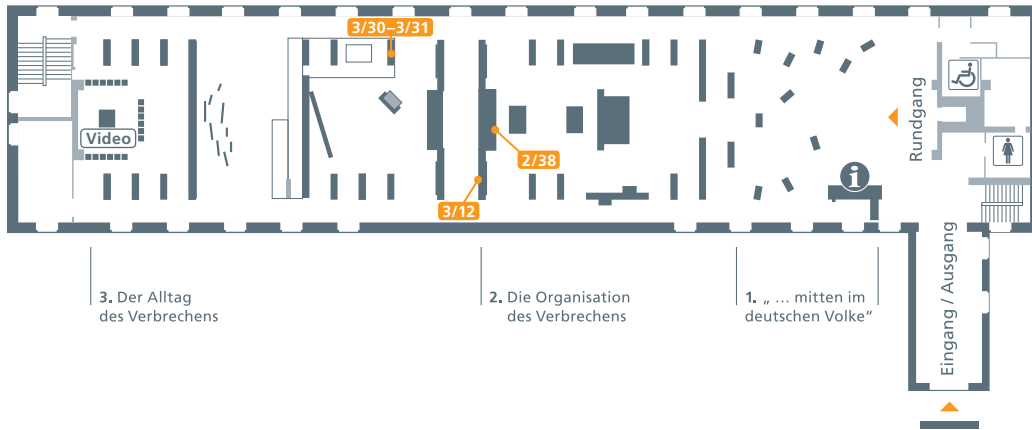 3/30–3/31
Video
2/38
3/12
i
Rundgang
3. Der Alltag
des Verbrechens
2. Die Organisation
des Verbrechens
1. „ … mitten im
deutschen Volke“
Eingang / Ausgang